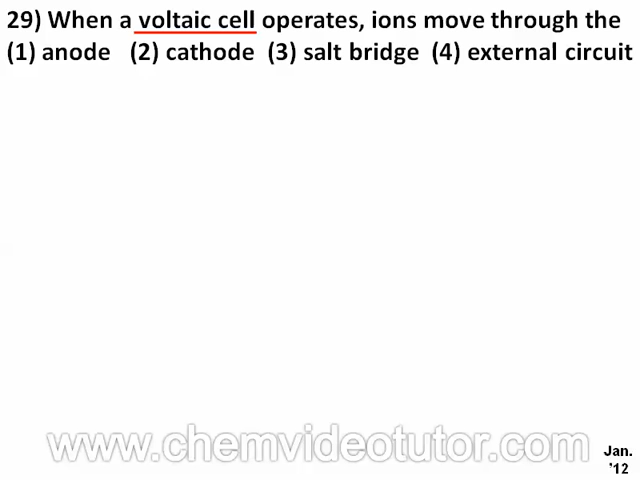 29) When a voltaic cell operates, ions move through the
(1) anode (2) cathode (3) salt bridge (4) external circuit
www.chemvideotutor.com
Jan.
'12